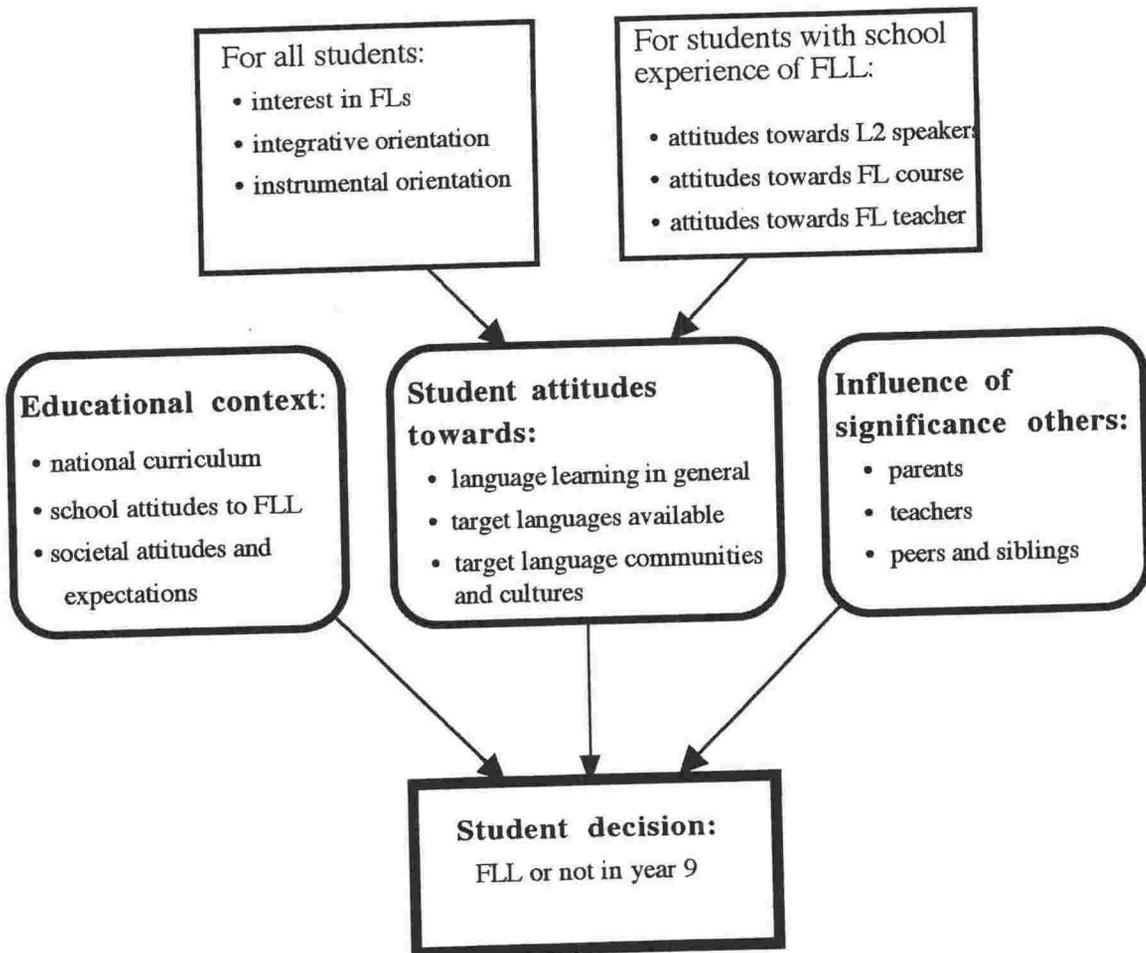 For all students:
• interest in FLs
• integrative orientation
• instrumental orientation
For students with school
experience of FLL:
• attitudes towards L2 speakers
• attitudes towards FL course
• attitudes towards FL teacher
Educational context:
• national curriculum
• school attitudes to FLL
• societal attitudes and
expectations
Student attitudes
towards:
• language learning in general
• target languages available
• target language communities
and cultures
Influence of
significance others:
• parents
• teachers
• peers and siblings
Student decision:
FLL or not in year 9